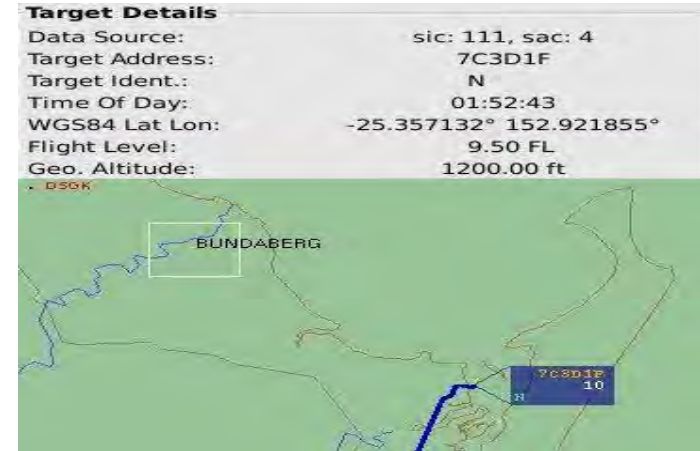 Target Details
Data Source: sic: 111, sac: 4
Target Address: 7C3D1F
Target Ident.: N
Time Of Day: 01:52:43
WGS84 Lat Lon: -25.357132° 152.921855°
Flight Level: 9.50 FL
Geo. Altitude: 1200.00 ft
BUNDABERG
7C3D1F
10
N